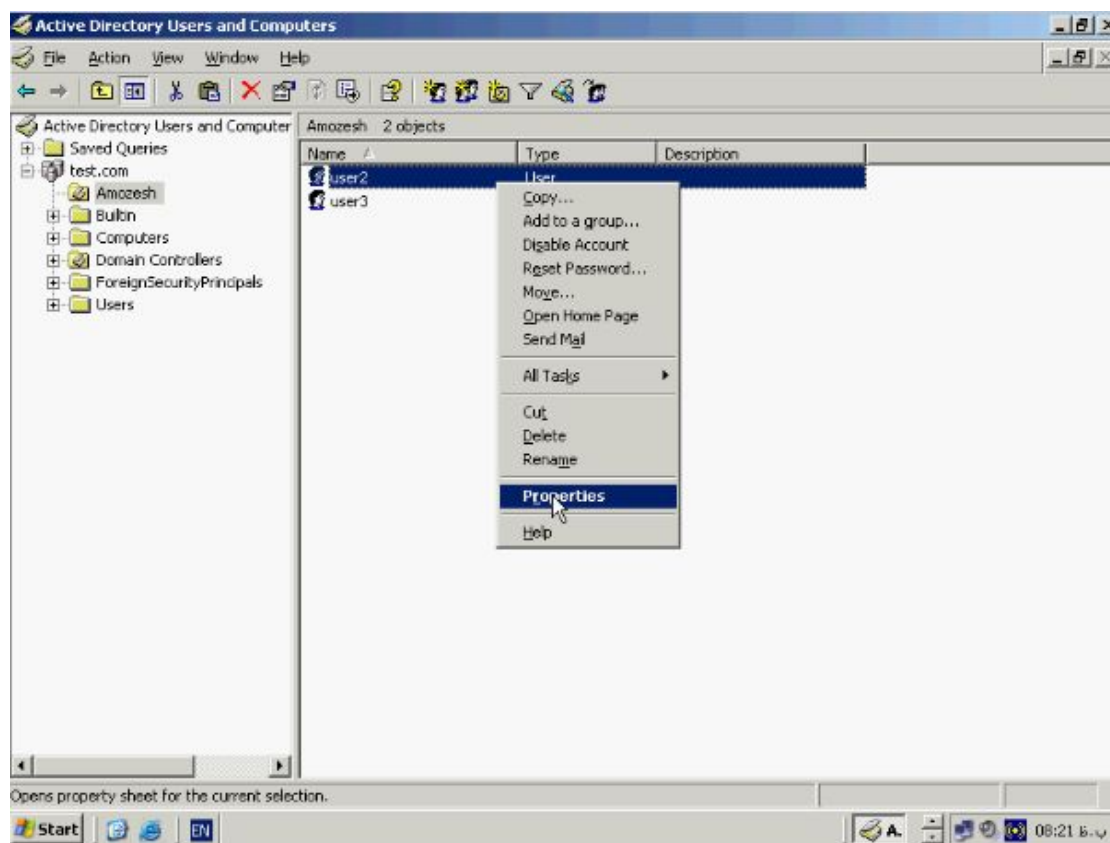 Active Directory Users and Computers
File Action View Window Help
Active Directory Users and Computer
Saved Queries
test.com
Amozesh
Builtin
Computers
Domain Controllers
ForeignSecurityPrincipals
Users
Amozesh 2 objects
Name Type Description
user2 User
user3
Copy...
Add to a group...
Disable Account
Reset Password...
Move...
Open Home Page
Send Mail
All Tasks
Cut
Delete
Rename
Properties
Help
Opens property sheet for the current selection.
Start EN A. 08:21 ب.ظ